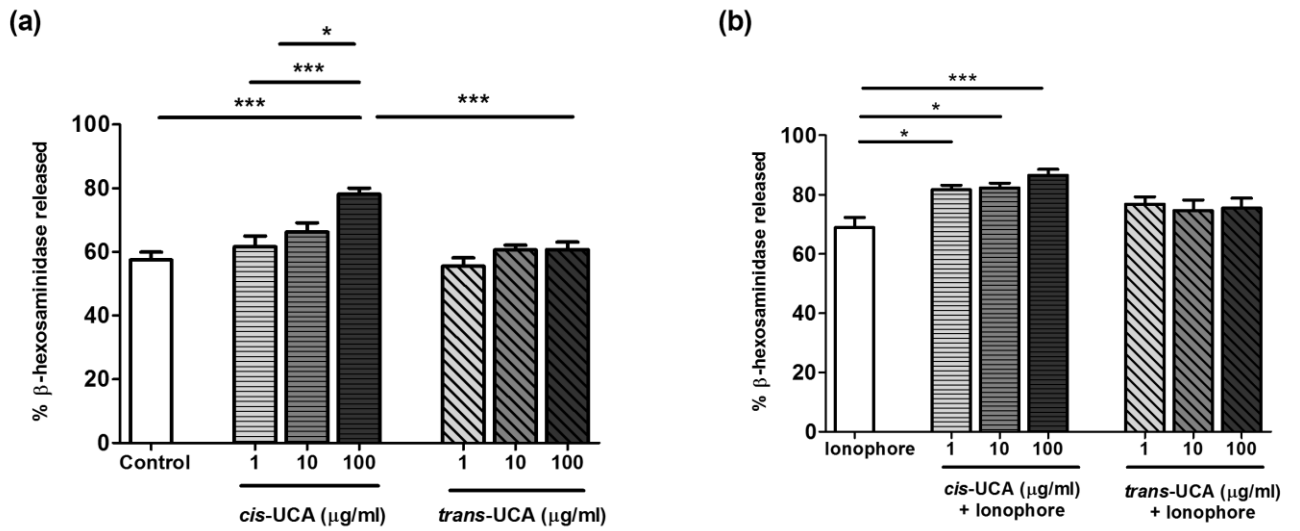 (a)
*
***
***
***
% β-hexosaminidase released
100
80
60
40
20
0
Control
1 10 100
1 10 100
cis-UCA (μg/ml)
trans-UCA (μg/ml)
(b)
***
*
*
% β-hexosaminidase released
100
80
60
40
20
0
Ionophore
1 10 100
1 10 100
cis-UCA (μg/ml)
+ Ionophore
trans-UCA (μg/ml)
+ Ionophore